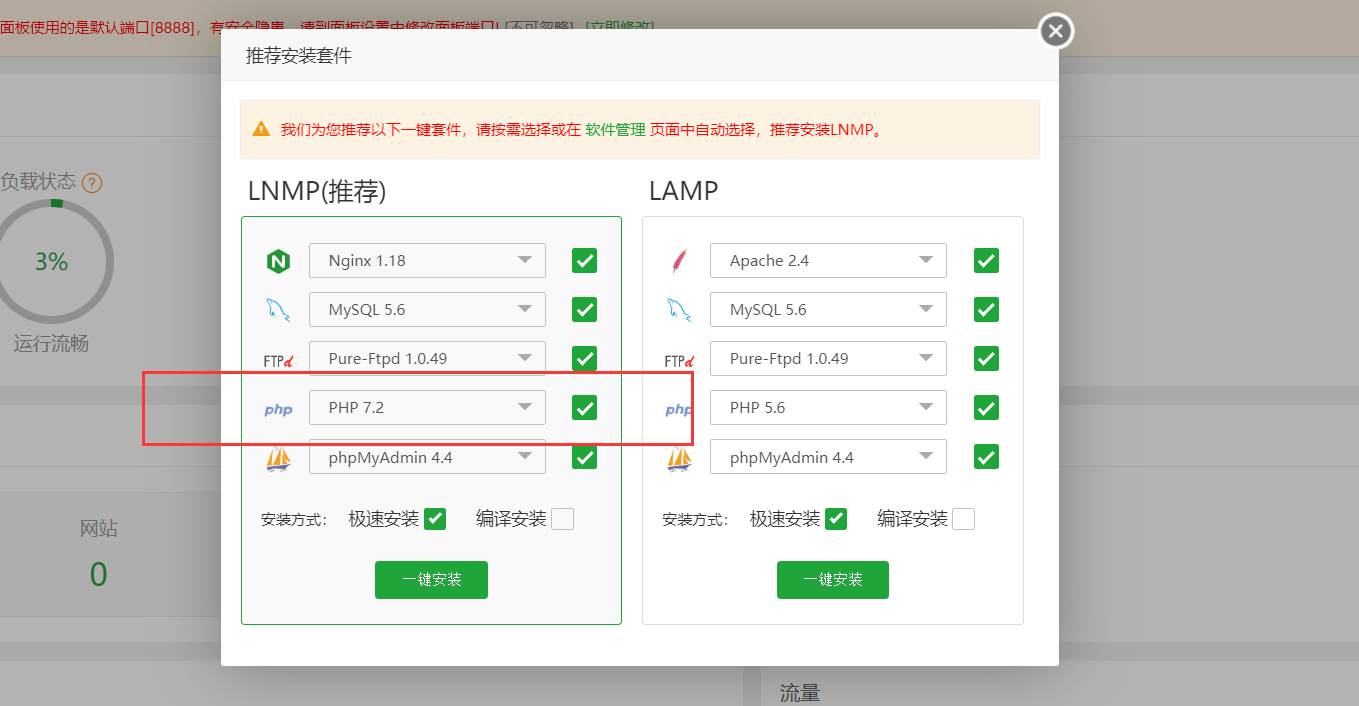 面板使用的是默认端口[8888]，有安全隐患，请到面板设置中修改面板端口! [不可忽略] [立即修改]
推荐安装套件
我们为您推荐以下一键套件，请按需选择或在 软件管理 页面中自动选择，推荐安装LNMP。
负载状态 ?
3%
运行流畅
网站
0
LNMP(推荐)
Nginx 1.18
MySQL 5.6
FTPd Pure-Ftpd 1.0.49
php PHP 7.2
phpMyAdmin 4.4
安装方式： 极速安装 编译安装
一键安装
LAMP
Apache 2.4
MySQL 5.6
FTPd Pure-Ftpd 1.0.49
php PHP 5.6
phpMyAdmin 4.4
安装方式： 极速安装 编译安装
一键安装
流量